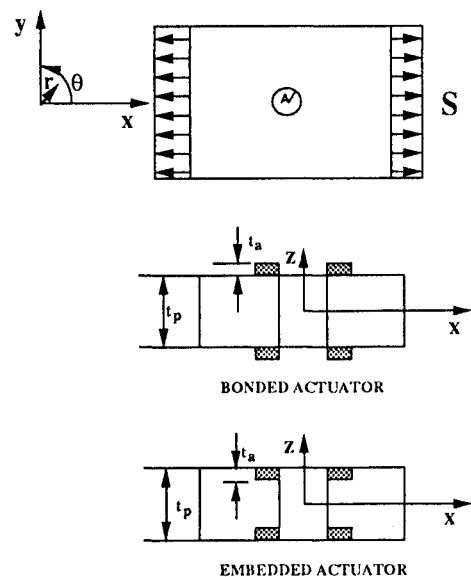 y
r
θ
x
A
S
t_a
z
t_p
x
BONDED ACTUATOR
t_a
z
t_p
x
EMBEDDED ACTUATOR